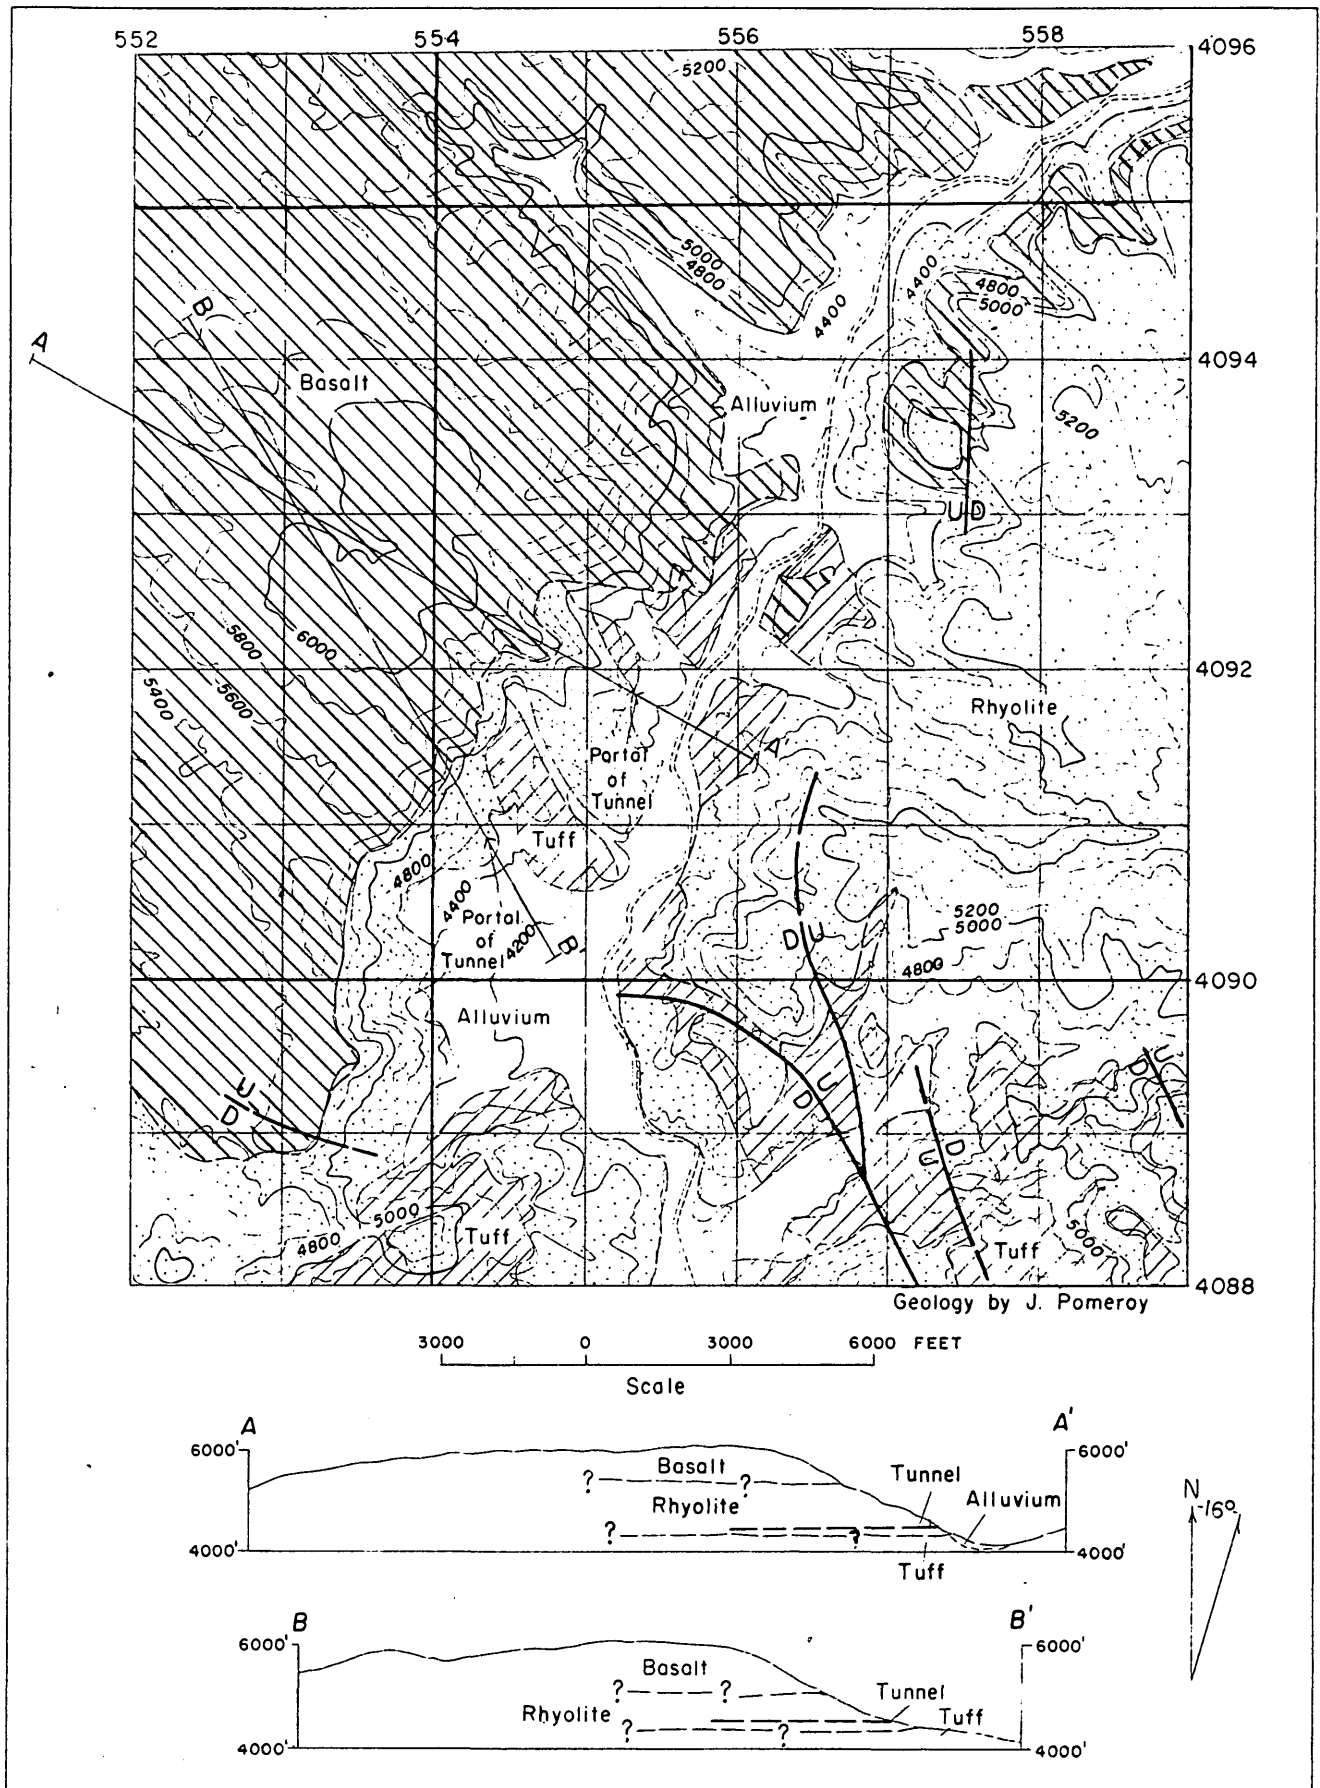 552 554 556 558
4096
5200
5000
4800
4400
4400
4800
5000
B
A
4094
Basalt
Alluvium
5200
U D
5800
6000
5400
5600
4092
Rhyolite
A'
Portal
of
Tunnel
Tuff
4800
4400
Portal
of
Tunnel
4200
B'
5200
5000
D U
4800
4090
Alluvium
U
D
U
D
U
D
D
U
5000
4800
Tuff
Tuff
5000
4088
Geology by J. Pomeroy
3000 0 3000 6000 FEET
Scale
A A'
6000' 6000'
Basalt
? ?
Tunnel
Rhyolite
Alluvium
? ?
4000' 4000'
Tuff
N
16°
B B'
6000' 6000'
Basalt
? ?
Tunnel
Rhyolite
Tuff
? ?
4000' 4000'